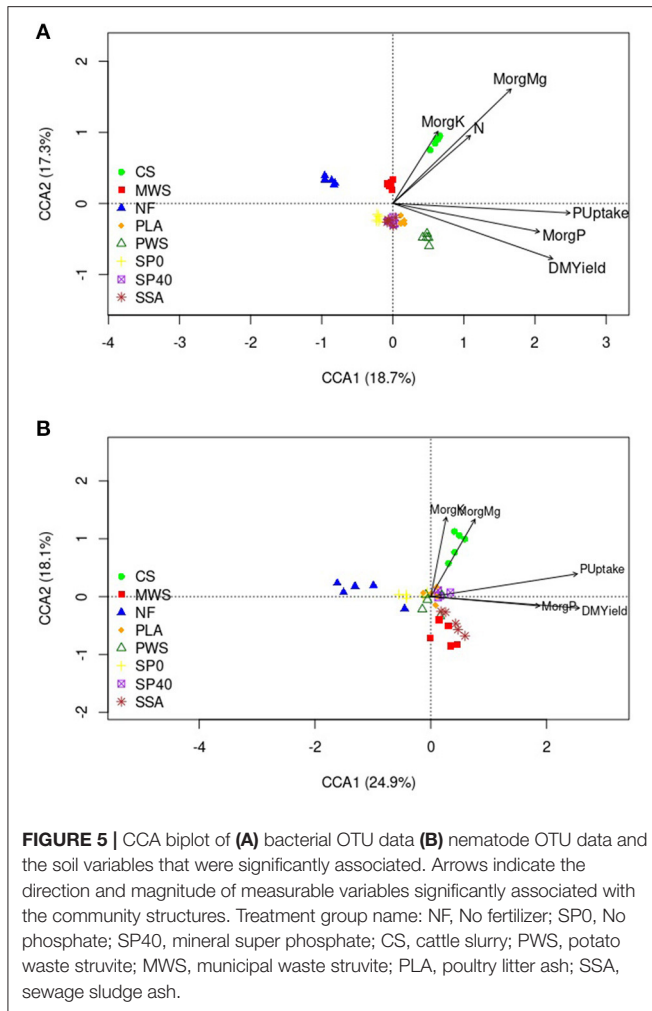 A
MorgMg
MorgK
N
PUptake
MorgP
DMYield
CS
MWS
NF
PLA
PWS
SP0
SP40
SSA
CCA2 (17.3%)
2
1
0
-1
-4 -3 -2 -1 0 1 2 3
CCA1 (18.7%)
B
MorgK
MorgMg
PUptake
MorgP
DMYield
CS
MWS
NF
PLA
PWS
SP0
SP40
SSA
CCA2 (18.1%)
2
1
0
-1
-2
-4 -2 0 2
CCA1 (24.9%)
FIGURE 5 | CCA biplot of (A) bacterial OTU data (B) nematode OTU data and
the soil variables that were significantly associated. Arrows indicate the
direction and magnitude of measurable variables significantly associated with
the community structures. Treatment group name: NF, No fertilizer; SP0, No
phosphate; SP40, mineral super phosphate; CS, cattle slurry; PWS, potato
waste struvite; MWS, municipal waste struvite; PLA, poultry litter ash; SSA,
sewage sludge ash.